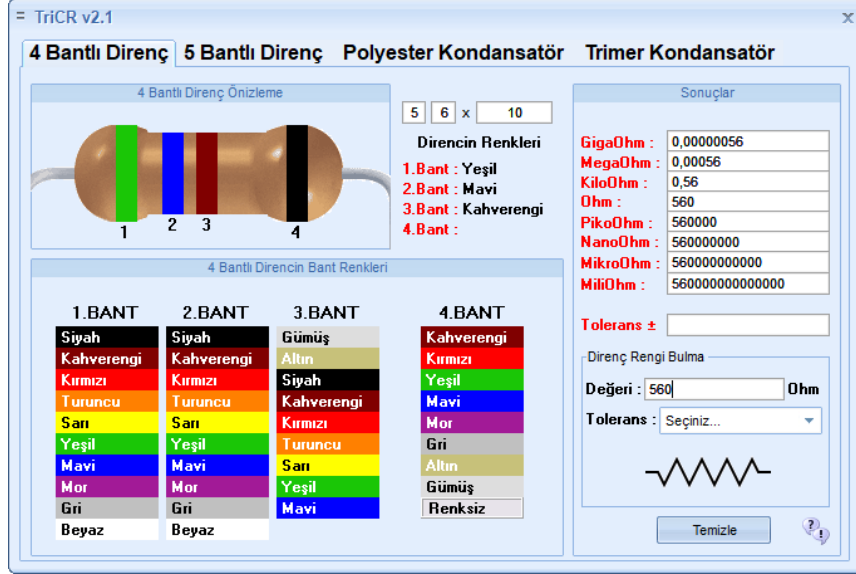 TriCR v2.1
x
4 Bantlı Direnç 5 Bantlı Direnç Polyester Kondansatör Trimer Kondansatör
4 Bantlı Direnç Önizleme
1 2 3 4
5 6 x 10
Direncin Renkleri
1.Bant : Yeşil
2.Bant : Mavi
3.Bant : Kahverengi
4.Bant :
4 Bantlı Direncin Bant Renkleri
1.BANT 2.BANT 3.BANT 4.BANT
Siyah Siyah Gümüş Kahverengi
Kahverengi Kahverengi Altın Kırmızı
Kırmızı Kırmızı Siyah Yeşil
Turuncu Turuncu Kahverengi Mavi
Sarı Sarı Kırmızı Mor
Yeşil Yeşil Turuncu Gri
Mavi Mavi Sarı Altın
Mor Mor Yeşil Gümüş
Gri Gri Mavi Renksiz
Beyaz Beyaz
Sonuçlar
GigaOhm : 0,00000056
MegaOhm : 0,00056
KiloOhm : 0,56
Ohm : 560
PikoOhm : 560000
NanoOhm : 560000000
MikroOhm : 560000000000
MiliOhm : 560000000000000
Tolerans ±
Direnç Rengi Bulma
Değeri : 560 Ohm
Tolerans : Seçiniz...
Temizle